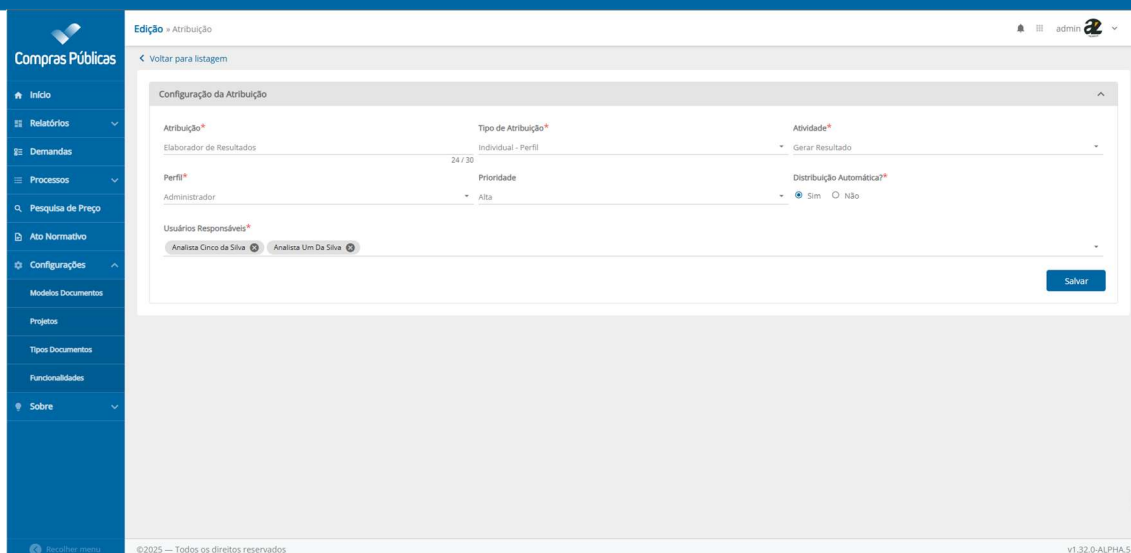 Compras Públicas
Início
Relatórios
Demandas
Processos
Pesquisa de Preço
Ato Normativo
Configurações
Modelos Documentos
Projetos
Tipos Documentos
Funcionalidades
Sobre
Recolher menu
Edição » Atribuição
admin
Voltar para listagem
Configuração da Atribuição
Atribuição* Tipo de Atribuição* Atividade*
Elaborador de Resultados Individual - Perfil Gerar Resultado
24 / 30
Perfil* Prioridade Distribuição Automática?*
Administrador Alta Sim Não
Usuários Responsáveis*
Analista Cinco da Silva Analista Um Da Silva
Salvar
©2025 — Todos os direitos reservados v1.32.0-ALPHA.5